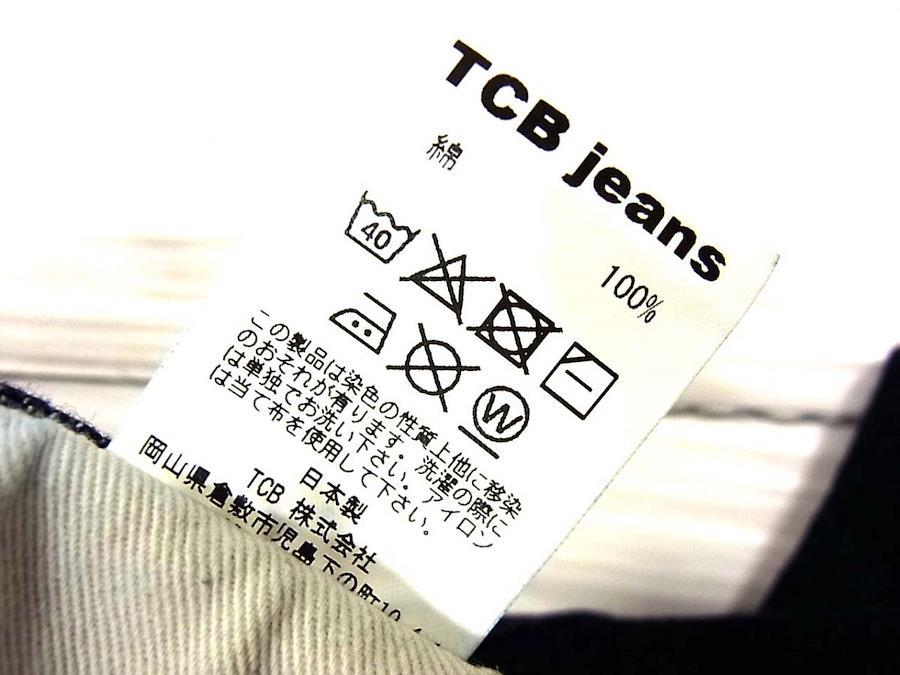 TCB jeans
綿 100%
40
W
この製品は染色の性質上他に移染
のおそれが有ります。洗濯の際に
は単独でお洗い下さい。アイロン
は当て布を使用して下さい。
日本製
TCB 株式会社
岡山県倉敷市児島下の町10